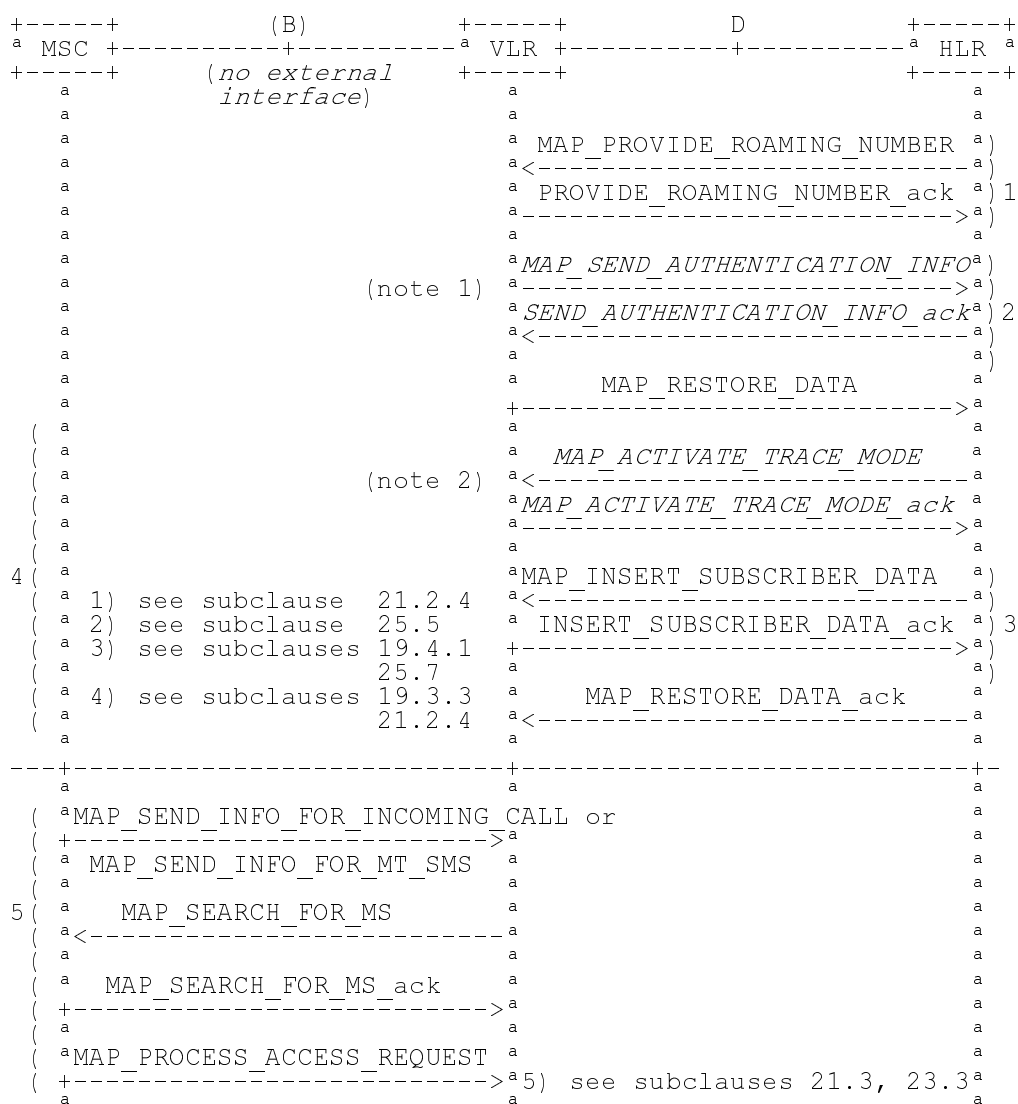 (B) D
MSC VLR HLR
(no external
interface)
MAP_PROVIDE_ROAMING_NUMBER )
)
PROVIDE_ROAMING_NUMBER_ack )1
)
MAP_SEND_AUTHENTICATION_INFO )
(note 1) )
SEND_AUTHENTICATION_INFO_ack )2
)
)
MAP_RESTORE_DATA
(
( MAP_ACTIVATE_TRACE_MODE
( (note 2)
( MAP_ACTIVATE_TRACE_MODE_ack
(
(
4( MAP_INSERT_SUBSCRIBER_DATA )
( 1) see subclause 21.2.4 )
( 2) see subclause 25.5 INSERT_SUBSCRIBER_DATA_ack )3
( 3) see subclauses 19.4.1 )
( 25.7 )
( 4) see subclauses 19.3.3 MAP_RESTORE_DATA_ack
( 21.2.4
( MAP_SEND_INFO_FOR_INCOMING_CALL or
(
( MAP_SEND_INFO_FOR_MT_SMS
(
5( MAP_SEARCH_FOR_MS
(
(
( MAP_SEARCH_FOR_MS_ack
(
(
( MAP_PROCESS_ACCESS_REQUEST
( 5) see subclauses 21.3, 23.3